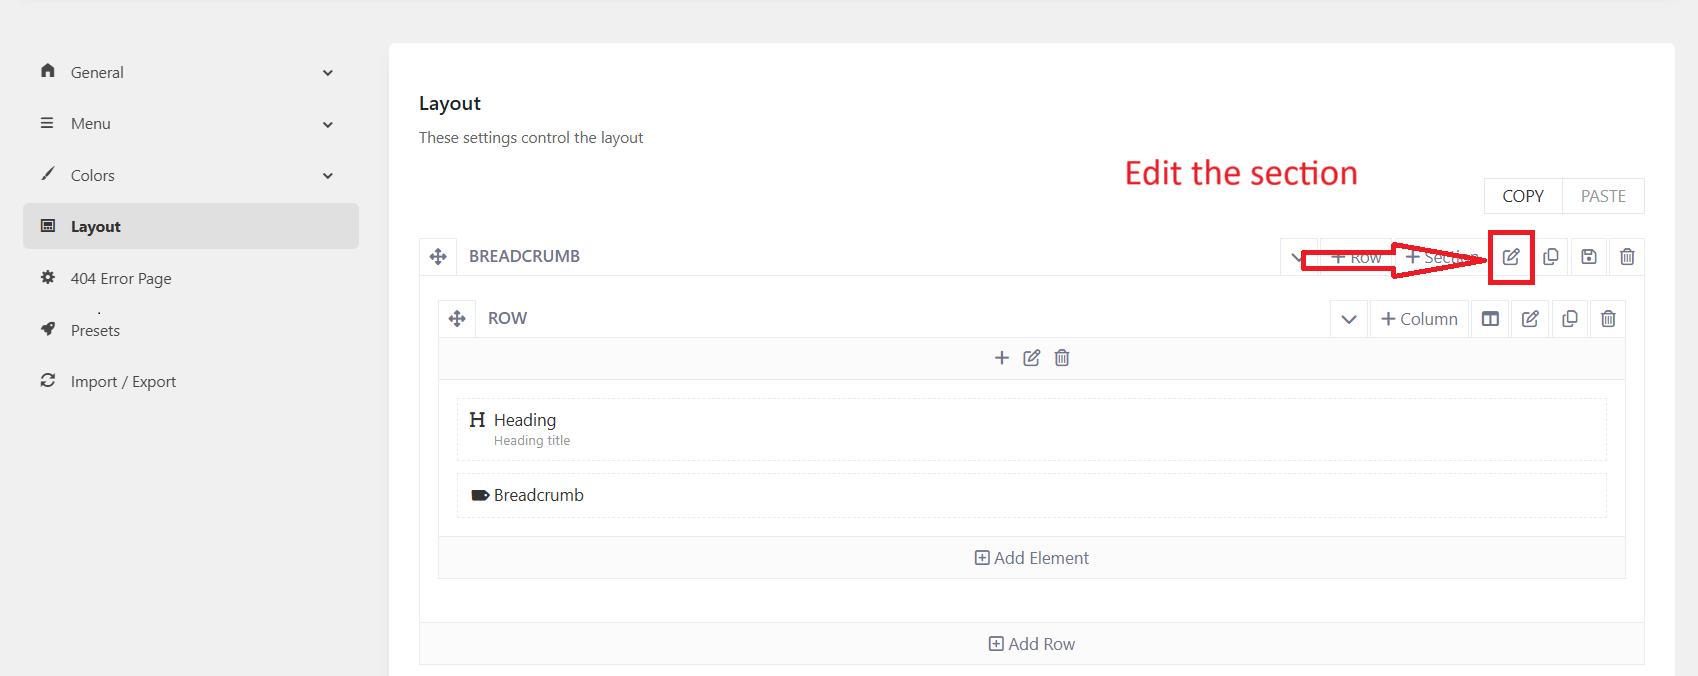 General
Menu
Colors
Layout
404 Error Page
Presets
Import / Export
Layout
These settings control the layout
Edit the section
COPY PASTE
BREADCRUMB
Row Section
ROW
Column
Heading
Heading title
Breadcrumb
Add Element
Add Row